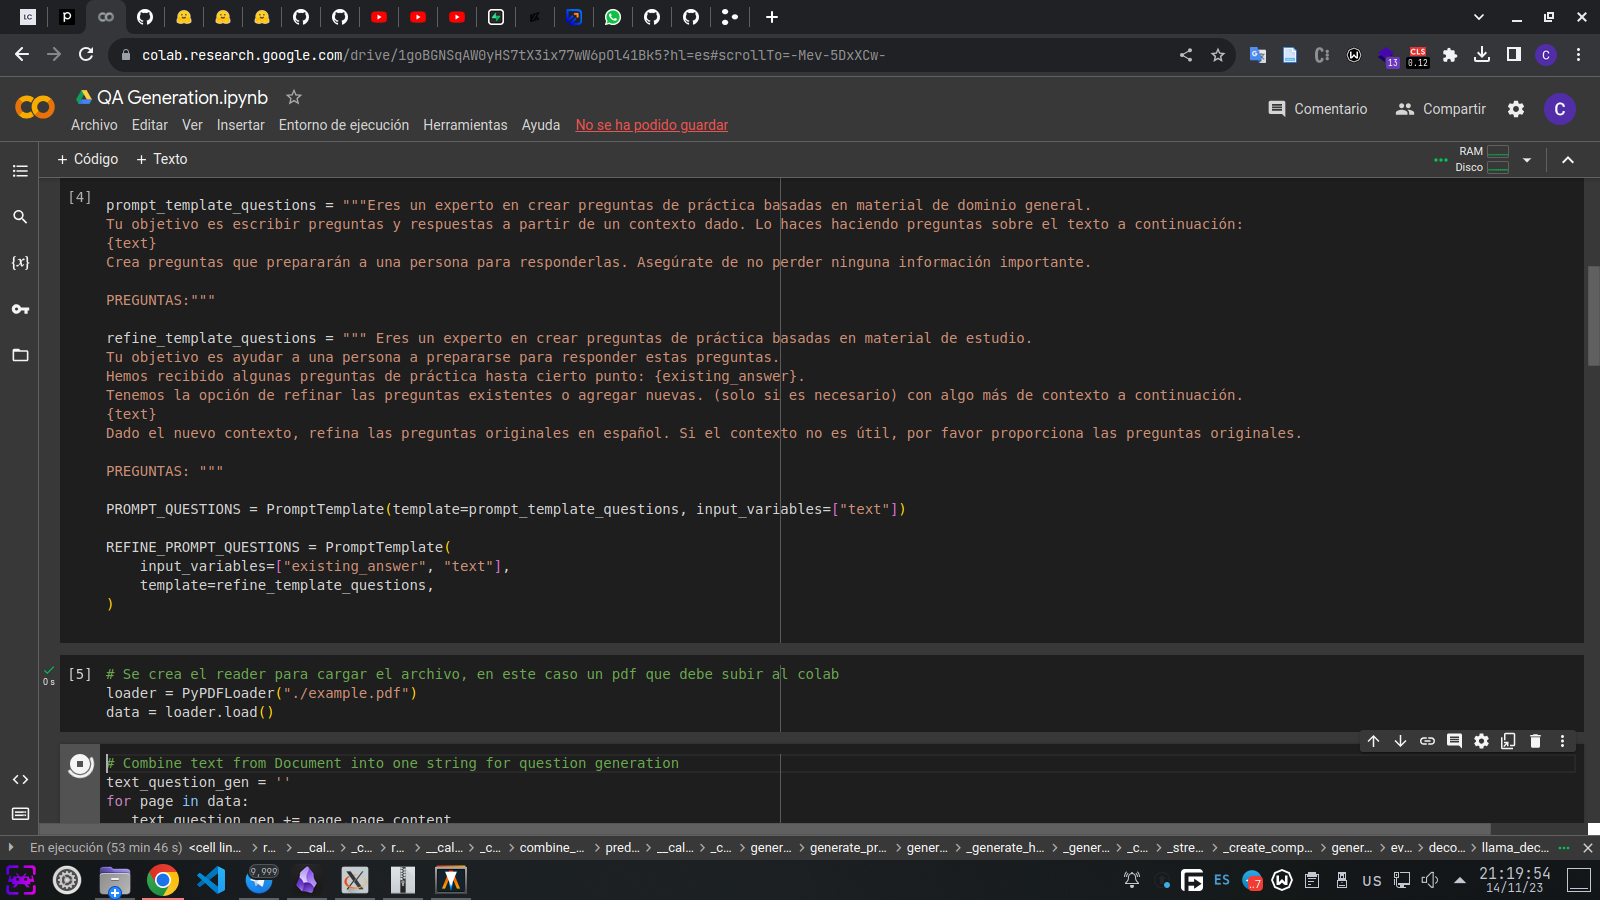 LC
colab.research.google.com/drive/1goBGNSqAW0yHS7tX3ix77wW6pOl41Bk5?hl=es#scrollTo=-Mev-5DxXCw-
13
CLS
0.12
C
QA Generation.ipynb
Comentario
Compartir
C
Archivo Editar Ver Insertar Entorno de ejecución Herramientas Ayuda No se ha podido guardar
+ Código + Texto
RAM
Disco
{x}
[4]
prompt_template_questions = """Eres un experto en crear preguntas de práctica basadas en material de dominio general.
Tu objetivo es escribir preguntas y respuestas a partir de un contexto dado. Lo haces haciendo preguntas sobre el texto a continuación:
{text}
Crea preguntas que prepararán a una persona para responderlas. Asegúrate de no perder ninguna información importante.
PREGUNTAS:"""
refine_template_questions = """ Eres un experto en crear preguntas de práctica basadas en material de estudio.
Tu objetivo es ayudar a una persona a prepararse para responder estas preguntas.
Hemos recibido algunas preguntas de práctica hasta cierto punto: {existing_answer}.
Tenemos la opción de refinar las preguntas existentes o agregar nuevas. (solo si es necesario) con algo más de contexto a continuación.
{text}
Dado el nuevo contexto, refina las preguntas originales en español. Si el contexto no es útil, por favor proporciona las preguntas originales.
PREGUNTAS: """
PROMPT_QUESTIONS = PromptTemplate(template=prompt_template_questions, input_variables=["text"])
REFINE_PROMPT_QUESTIONS = PromptTemplate(
input_variables=["existing_answer", "text"],
template=refine_template_questions,
)
0 s
[5]
# Se crea el reader para cargar el archivo, en este caso un pdf que debe subir al colab
loader = PyPDFLoader("./example.pdf")
data = loader.load()
# Combine text from Document into one string for question generation
text_question_gen = ''
for page in data:
text_question_gen += page.page_content
En ejecución (53 min 46 s) <cell lin... > r... > __cal... > _c... > r... > __cal... > _c... > combine_... > pred... > __cal... > _c... > gener... > generate_pr... > gener... > _generate_h... > _gener... > _c... > _stre... > _create_comp... > gener... > ev... > deco... > llama_dec...
9,999
ES
US
21:19:54
14/11/23